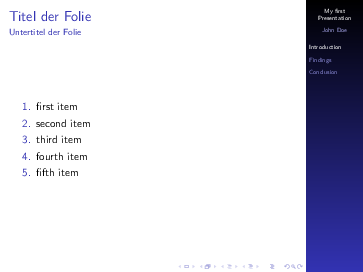 Titel der Folie
Untertitel der Folie
1. first item
2. second item
3. third item
4. fourth item
5. fifth item
My first
Presentation
John Doe
Introduction
Findings
Conclusion